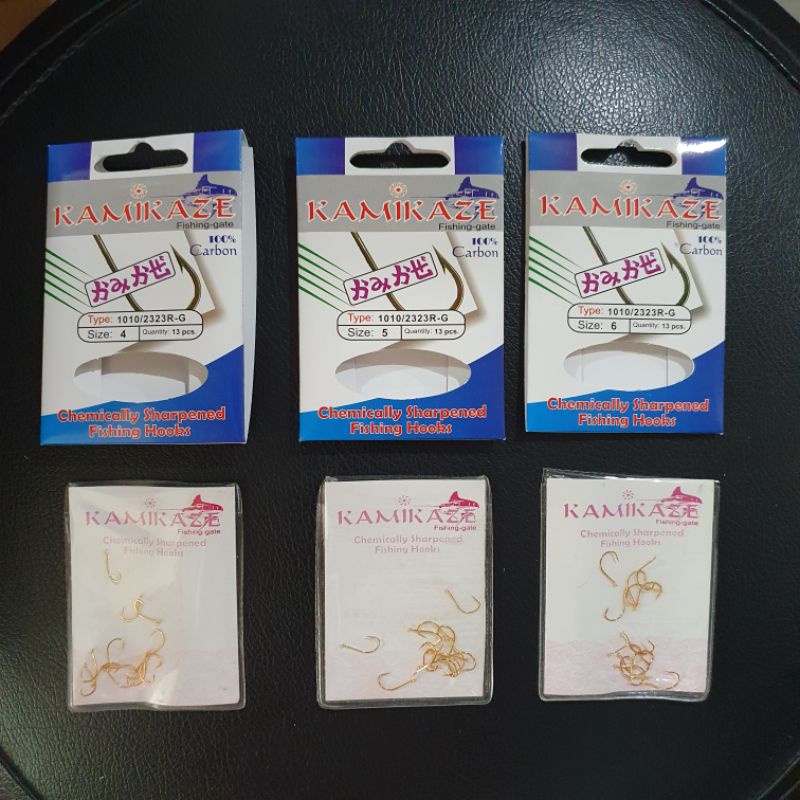 KAMIKAZE
Fishing-gate
100%
Carbon
かみかぜ
Type: 1010/2323R-G
Size: 4 Quantity: 13 pcs.
Chemically Sharpened
Fishing Hooks
KAMIKAZE
Fishing-gate
100%
Carbon
かみかぜ
Type: 1010/2323R-G
Size: 5 Quantity: 13 pcs.
Chemically Sharpened
Fishing Hooks
KAMIKAZE
Fishing-gate
100%
Carbon
かみかぜ
Type: 1010/2323R-G
Size: 6 Quantity: 13 pcs.
Chemically Sharpened
Fishing Hooks
KAMIKAZE
Fishing-gate
Chemically Sharpened
Fishing Hooks
KAMIKAZE
Fishing-gate
Chemically Sharpened
Fishing Hooks
KAMIKAZE
Fishing-gate
Chemically Sharpened
Fishing Hooks